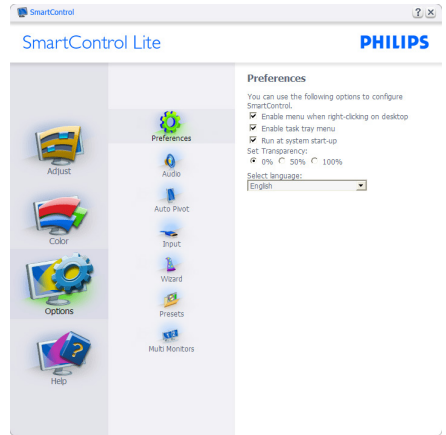 SmartControl
SmartControl Lite
PHILIPS
Adjust
Color
Options
Help
Preferences
Audio
Auto Pivot
Input
Wizard
Presets
Multi Monitors
Preferences
You can use the following options to configure
SmartControl.
Enable menu when right-clicking on desktop
Enable task tray menu
Run at system start-up
Set Transparency:
0% 50% 100%
Select language:
English